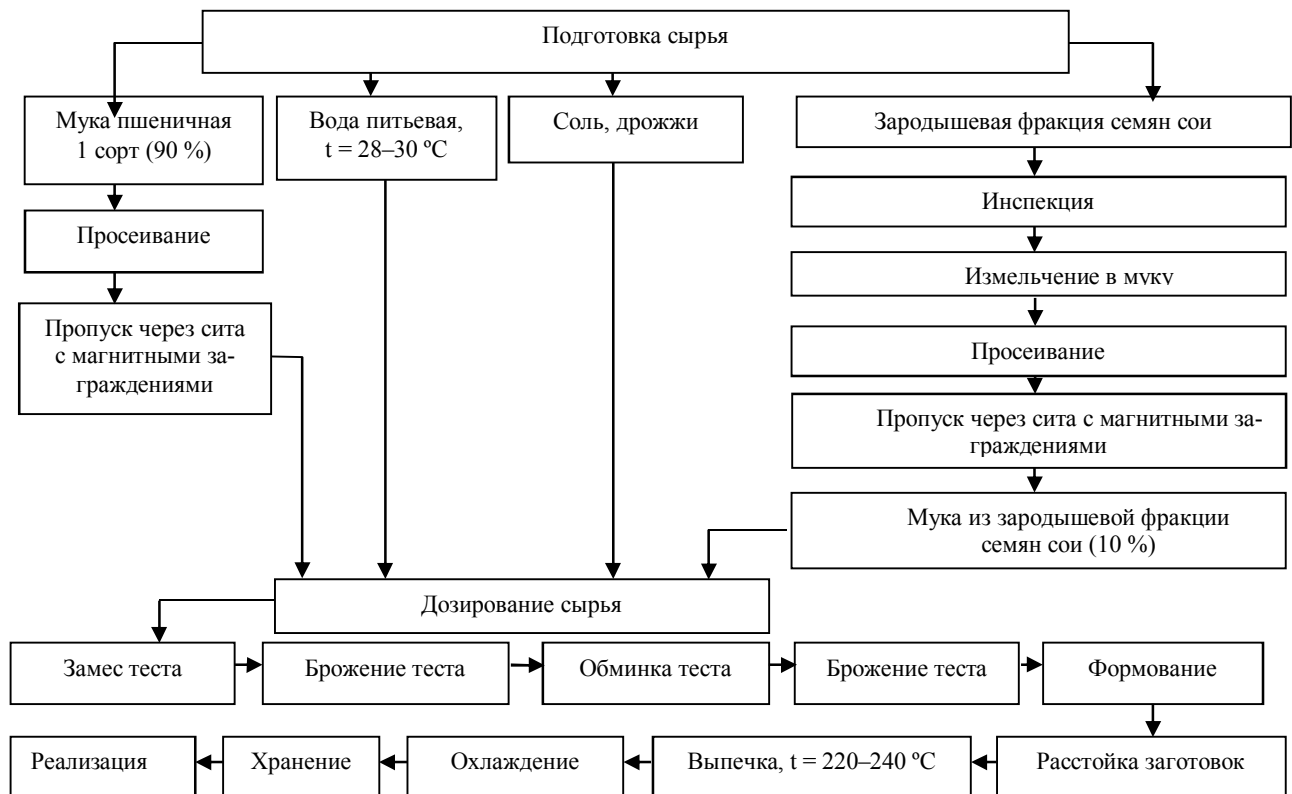 Подготовка сырья
Мука пшеничная
1 сорт (90 %)
Вода питьевая,
t = 28–30 ºС
Соль, дрожжи
Зародышевая фракция семян сои
Инспекция
Просеивание
Измельчение в муку
Пропуск через сита
с магнитными за-
граждениями
Просеивание
Пропуск через сита с магнитными за-
граждениями
Мука из зародышевой фракции
семян сои (10 %)
Дозирование сырья
Замес теста
Брожение теста
Обминка теста
Брожение теста
Формование
Расстойка заготовок
Выпечка, t = 220–240 ºС
Охлаждение
Хранение
Реализация